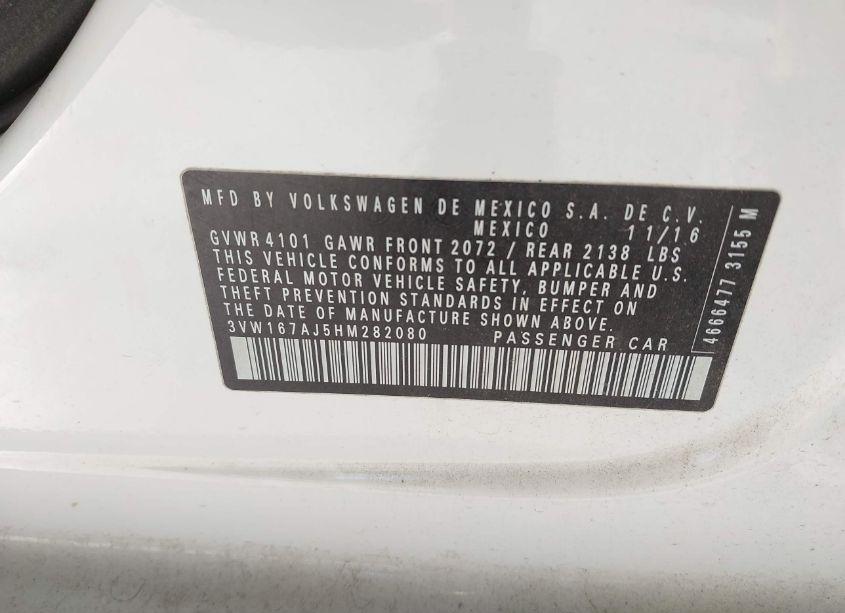 MFD BY VOLKSWAGEN DE MEXICO S.A. DE C.V.
MEXICO 11/16
GVWR 4101 GAWR FRONT 2072 / REAR 2138 LBS
THIS VEHICLE CONFORMS TO ALL APPLICABLE U.S.
FEDERAL MOTOR VEHICLE SAFETY, BUMPER AND
THEFT PREVENTION STANDARDS IN EFFECT ON
THE DATE OF MANUFACTURE SHOWN ABOVE.
3VW167AJ5HM282080 PASSENGER CAR
4666477 3155 M